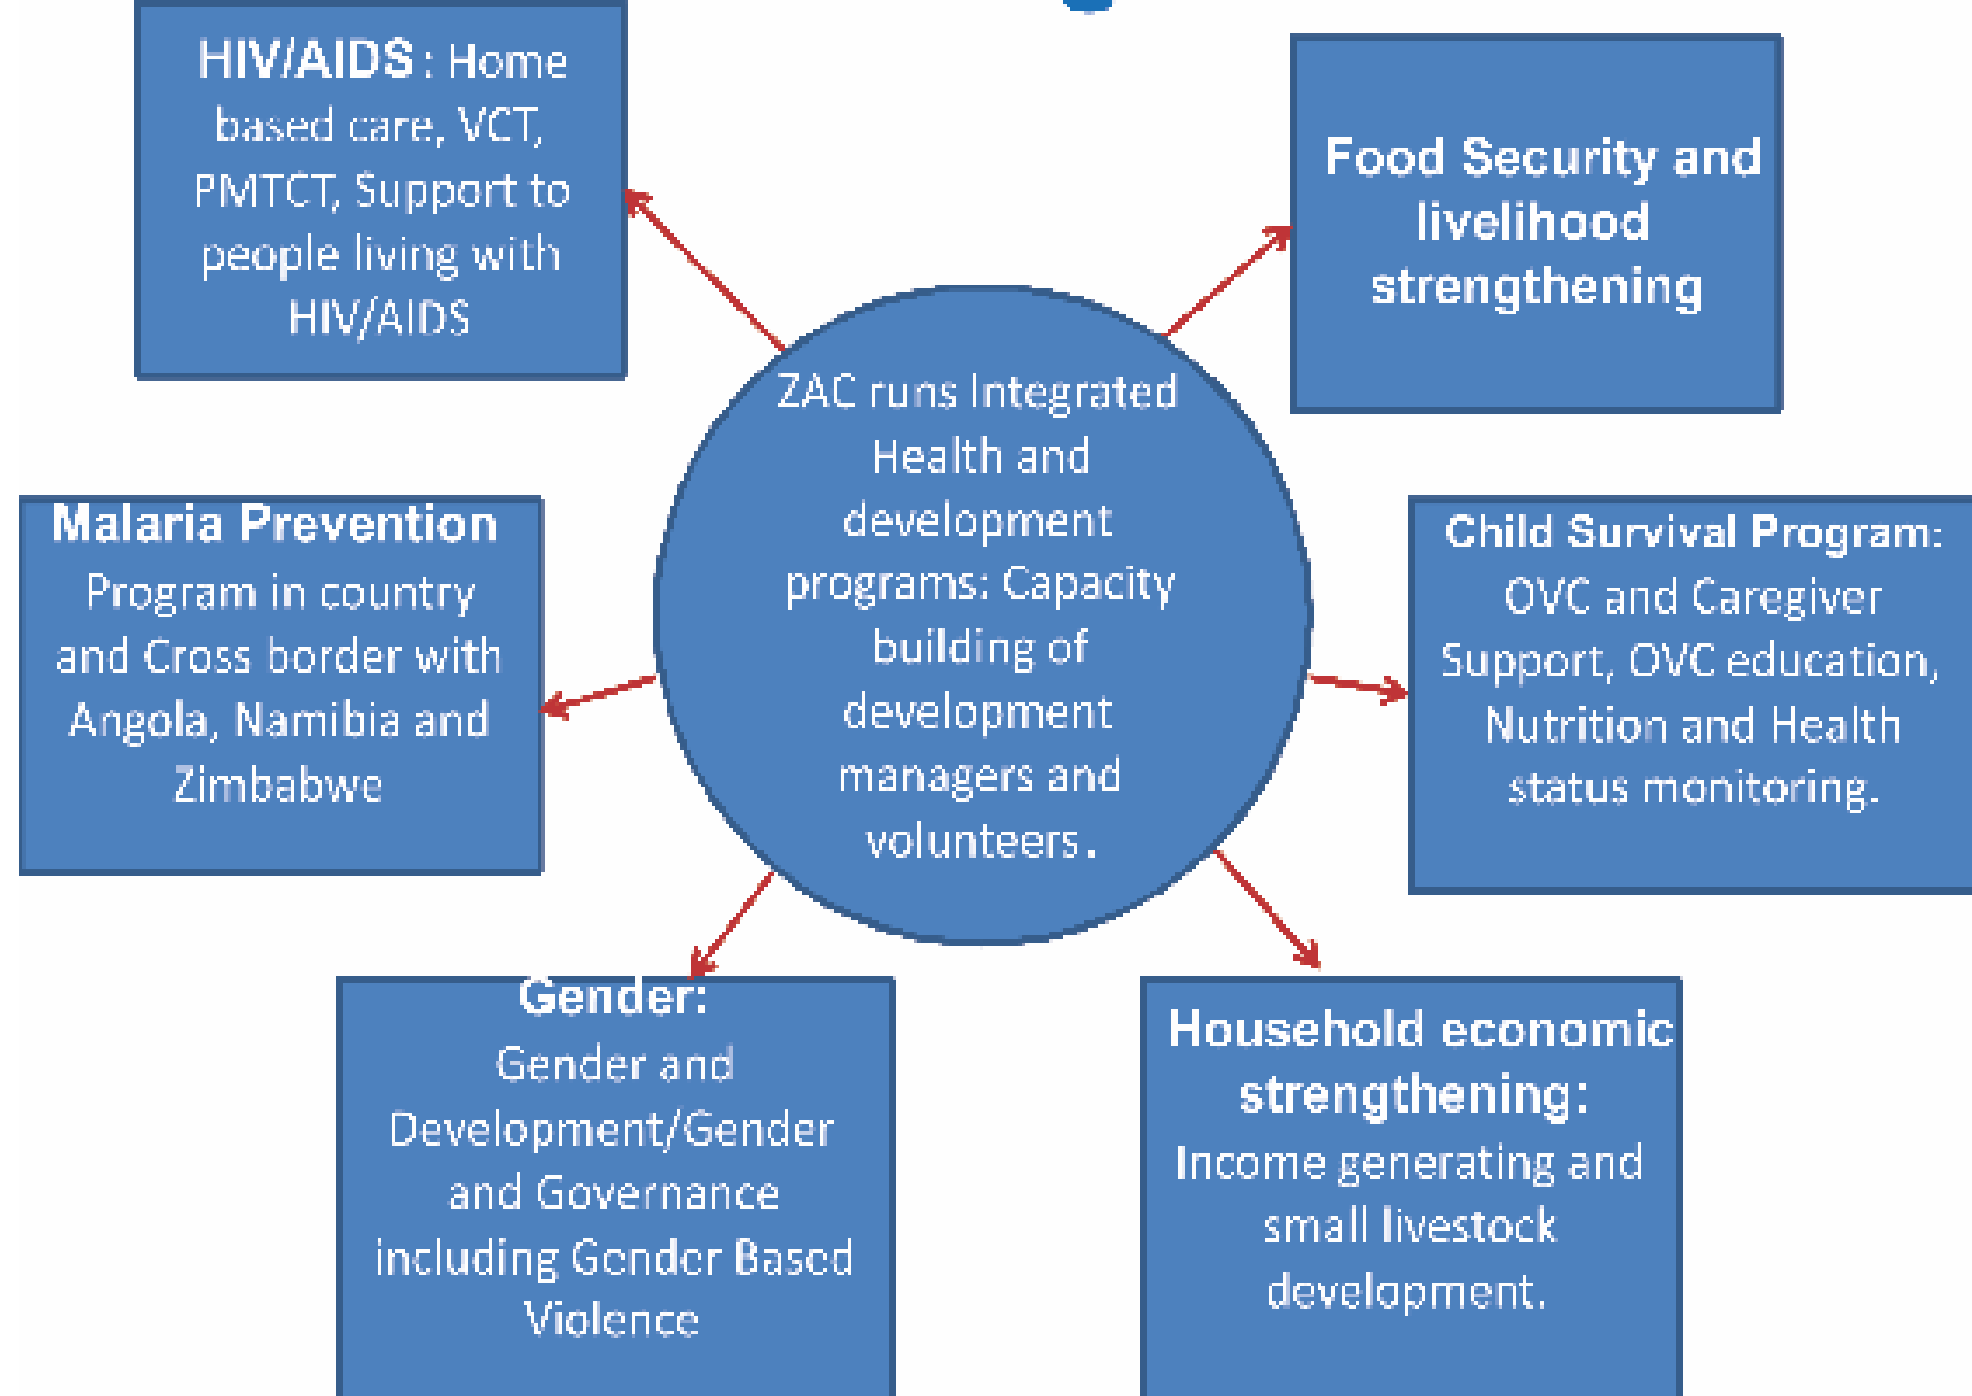 HIV/AIDS : Home
based care, VCT,
PMTCT, Support to
people living with
HIV/AIDS
Food Security and
livelihood
strengthening
ZAC runs Integrated
Health and
development
programs: Capacity
building of
development
managers and
volunteers.
Malaria Prevention
Program in country
and Cross border with
Angola, Namibia and
Zimbabwe
Child Survival Program:
OVC and Caregiver
Support, OVC education,
Nutrition and Health
status monitoring.
Gender:
Gender and
Development/Gender
and Governance
including Gender Based
Violence
Household economic
strengthening:
Income generating and
small livestock
development.